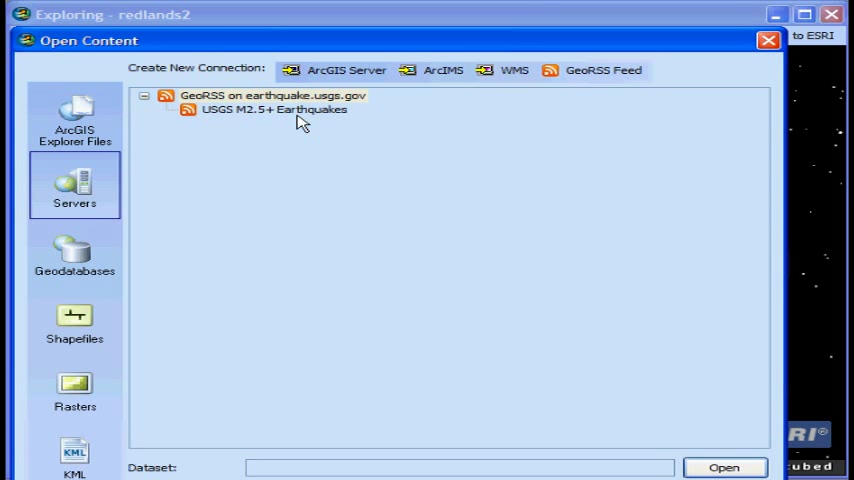 Exploring - redlands2
Open Content
to ESRI
Create New Connection: ArcGIS Server ArcIMS WMS GeoRSS Feed
GeoRSS on earthquake.usgs.gov
USGS M2.5+ Earthquakes
ArcGIS
Explorer Files
Servers
Geodatabases
Shapefiles
Rasters
KML
KML
RI®
cubed
Dataset:
Open